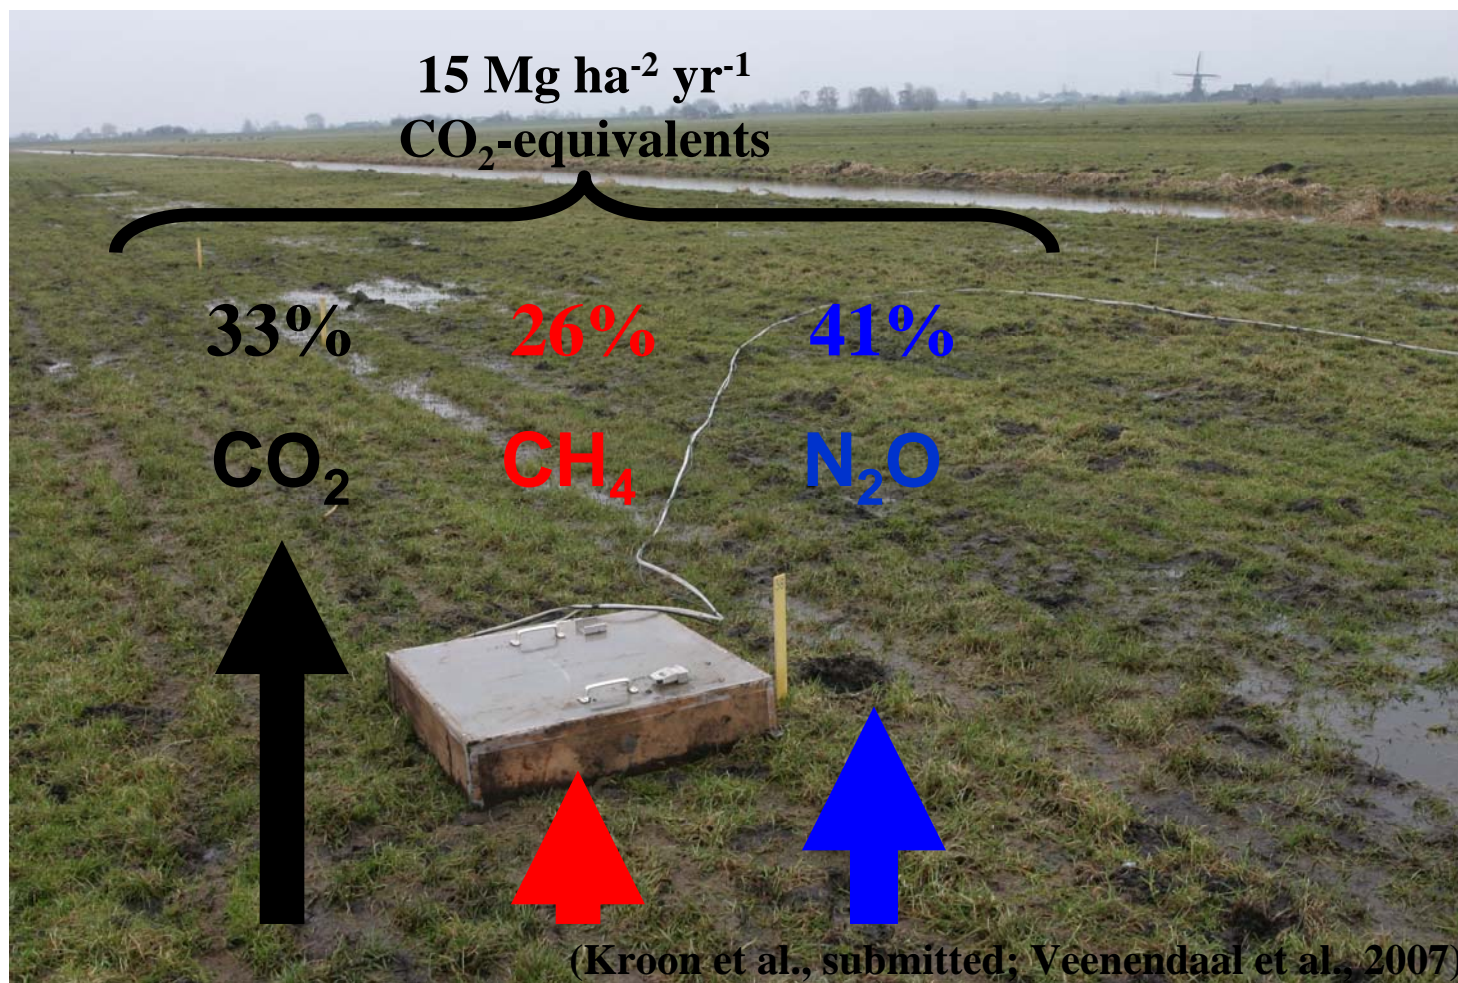 15 Mg ha⁻² yr⁻¹
CO₂-equivalents
33% 26% 41%
CO₂ CH₄ N₂O
(Kroon et al., submitted; Veenendaal et al., 2007)